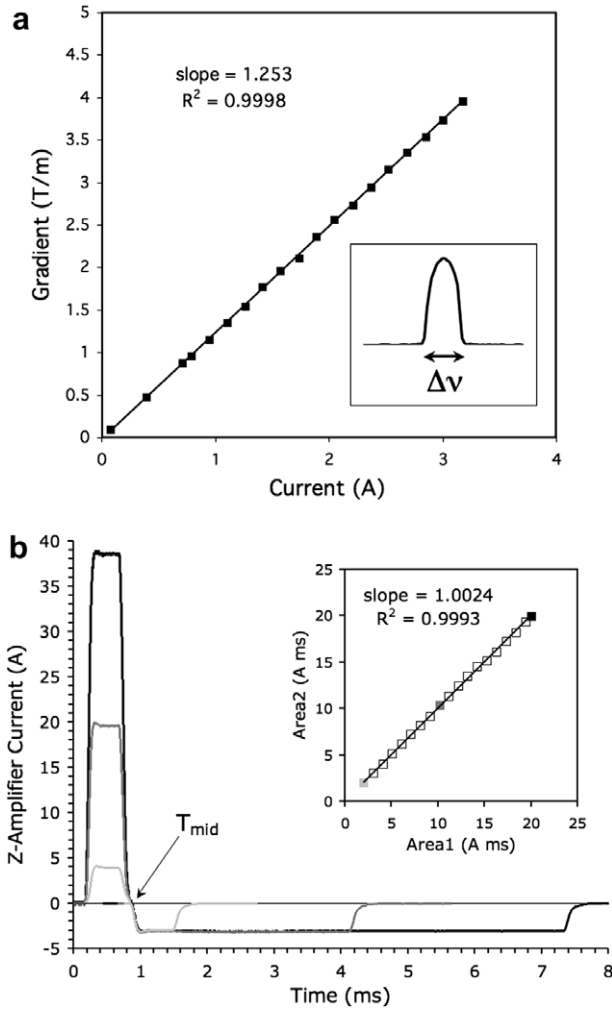 a
5
4.5
4
3.5
3
2.5
2
1.5
1
0.5
0
Gradient (T/m)
slope = 1.253
R² = 0.9998
Δν
0 1 2 3 4
Current (A)
b
40
35
30
25
20
15
10
5
0
-5
Z-Amplifier Current (A)
Tmid
25
20
15
10
5
0
Area2 (A ms)
slope = 1.0024
R² = 0.9993
0 5 10 15 20 25
Area1 (A ms)
0 1 2 3 4 5 6 7 8
Time (ms)